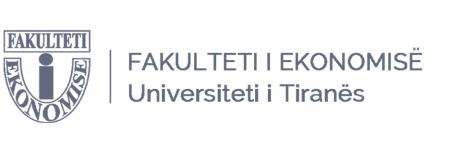 FAKULTETI
EKONOMISË
FAKULTETI I EKONOMISË
Universiteti i Tiranës